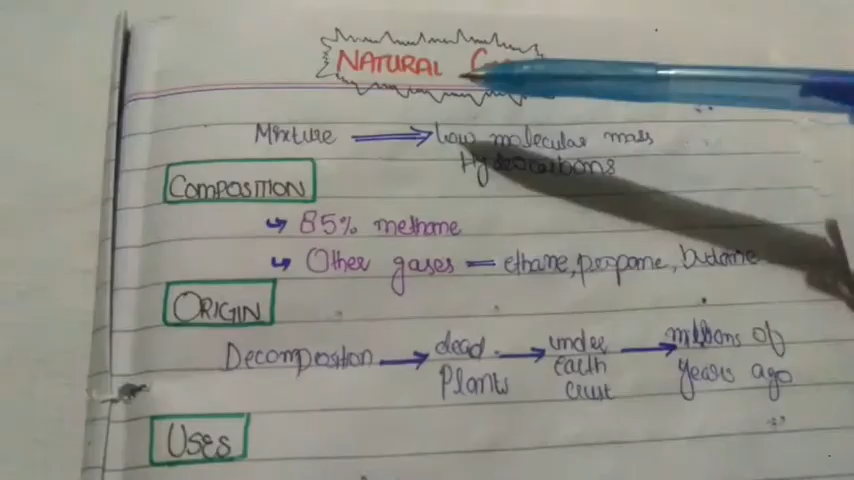 NATURAL
Mixture → Low molecular mass
Hydrocarbons
COMPOSITION
↪ 85% methane
↪ Other gases = ethane, propane, butane
ORIGIN
Decomposition → dead → under → millions of
Plants earth years ago
crust
USES